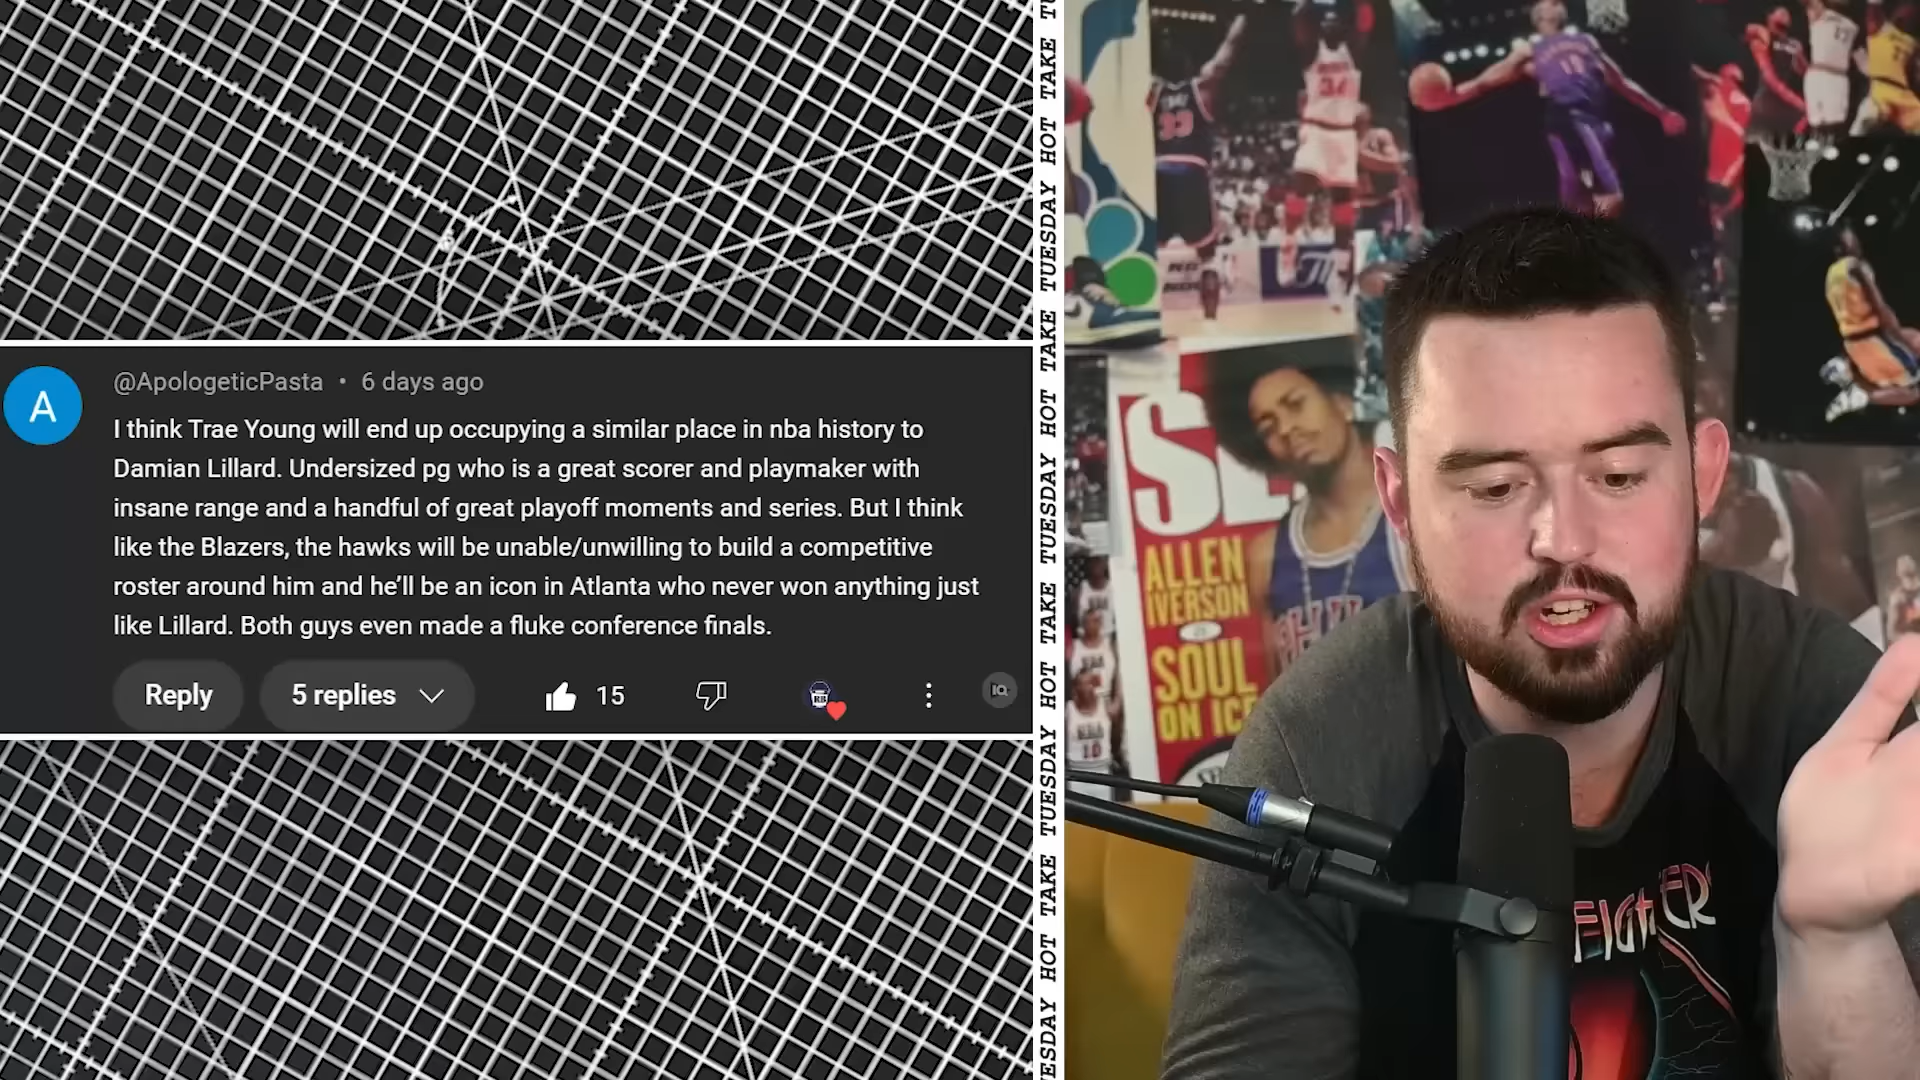 @ApologeticPasta • 6 days ago
A
I think Trae Young will end up occupying a similar place in nba history to
Damian Lillard. Undersized pg who is a great scorer and playmaker with
insane range and a handful of great playoff moments and series. But I think
like the Blazers, the hawks will be unable/unwilling to build a competitive
roster around him and he’ll be an icon in Atlanta who never won anything just
like Lillard. Both guys even made a fluke conference finals.
Reply
5 replies
15
IQ
HOT TAKE TUESDAY HOT TAKE TUESDAY HOT TAKE TUESDAY HOT TAKE
33
34
ALLEN
IVERSON
SOUL
ON ICE
10